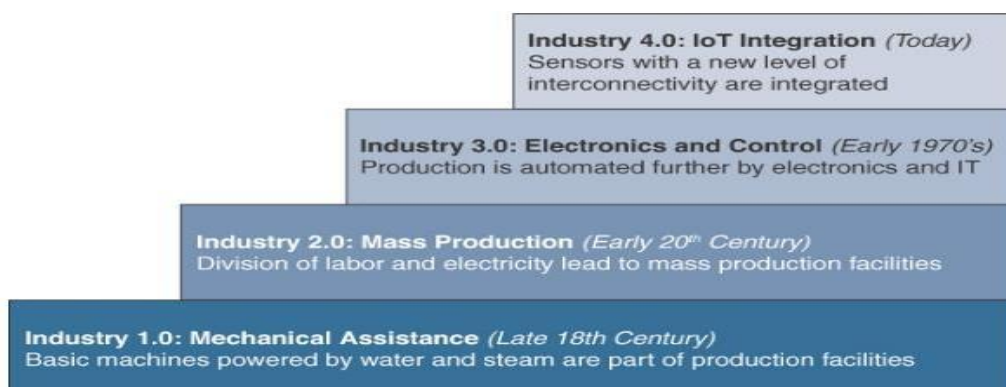 Industry 4.0: IoT Integration (Today)
Sensors with a new level of
interconnectivity are integrated
Industry 3.0: Electronics and Control (Early 1970's)
Production is automated further by electronics and IT
Industry 2.0: Mass Production (Early 20th Century)
Division of labor and electricity lead to mass production facilities
Industry 1.0: Mechanical Assistance (Late 18th Century)
Basic machines powered by water and steam are part of production facilities